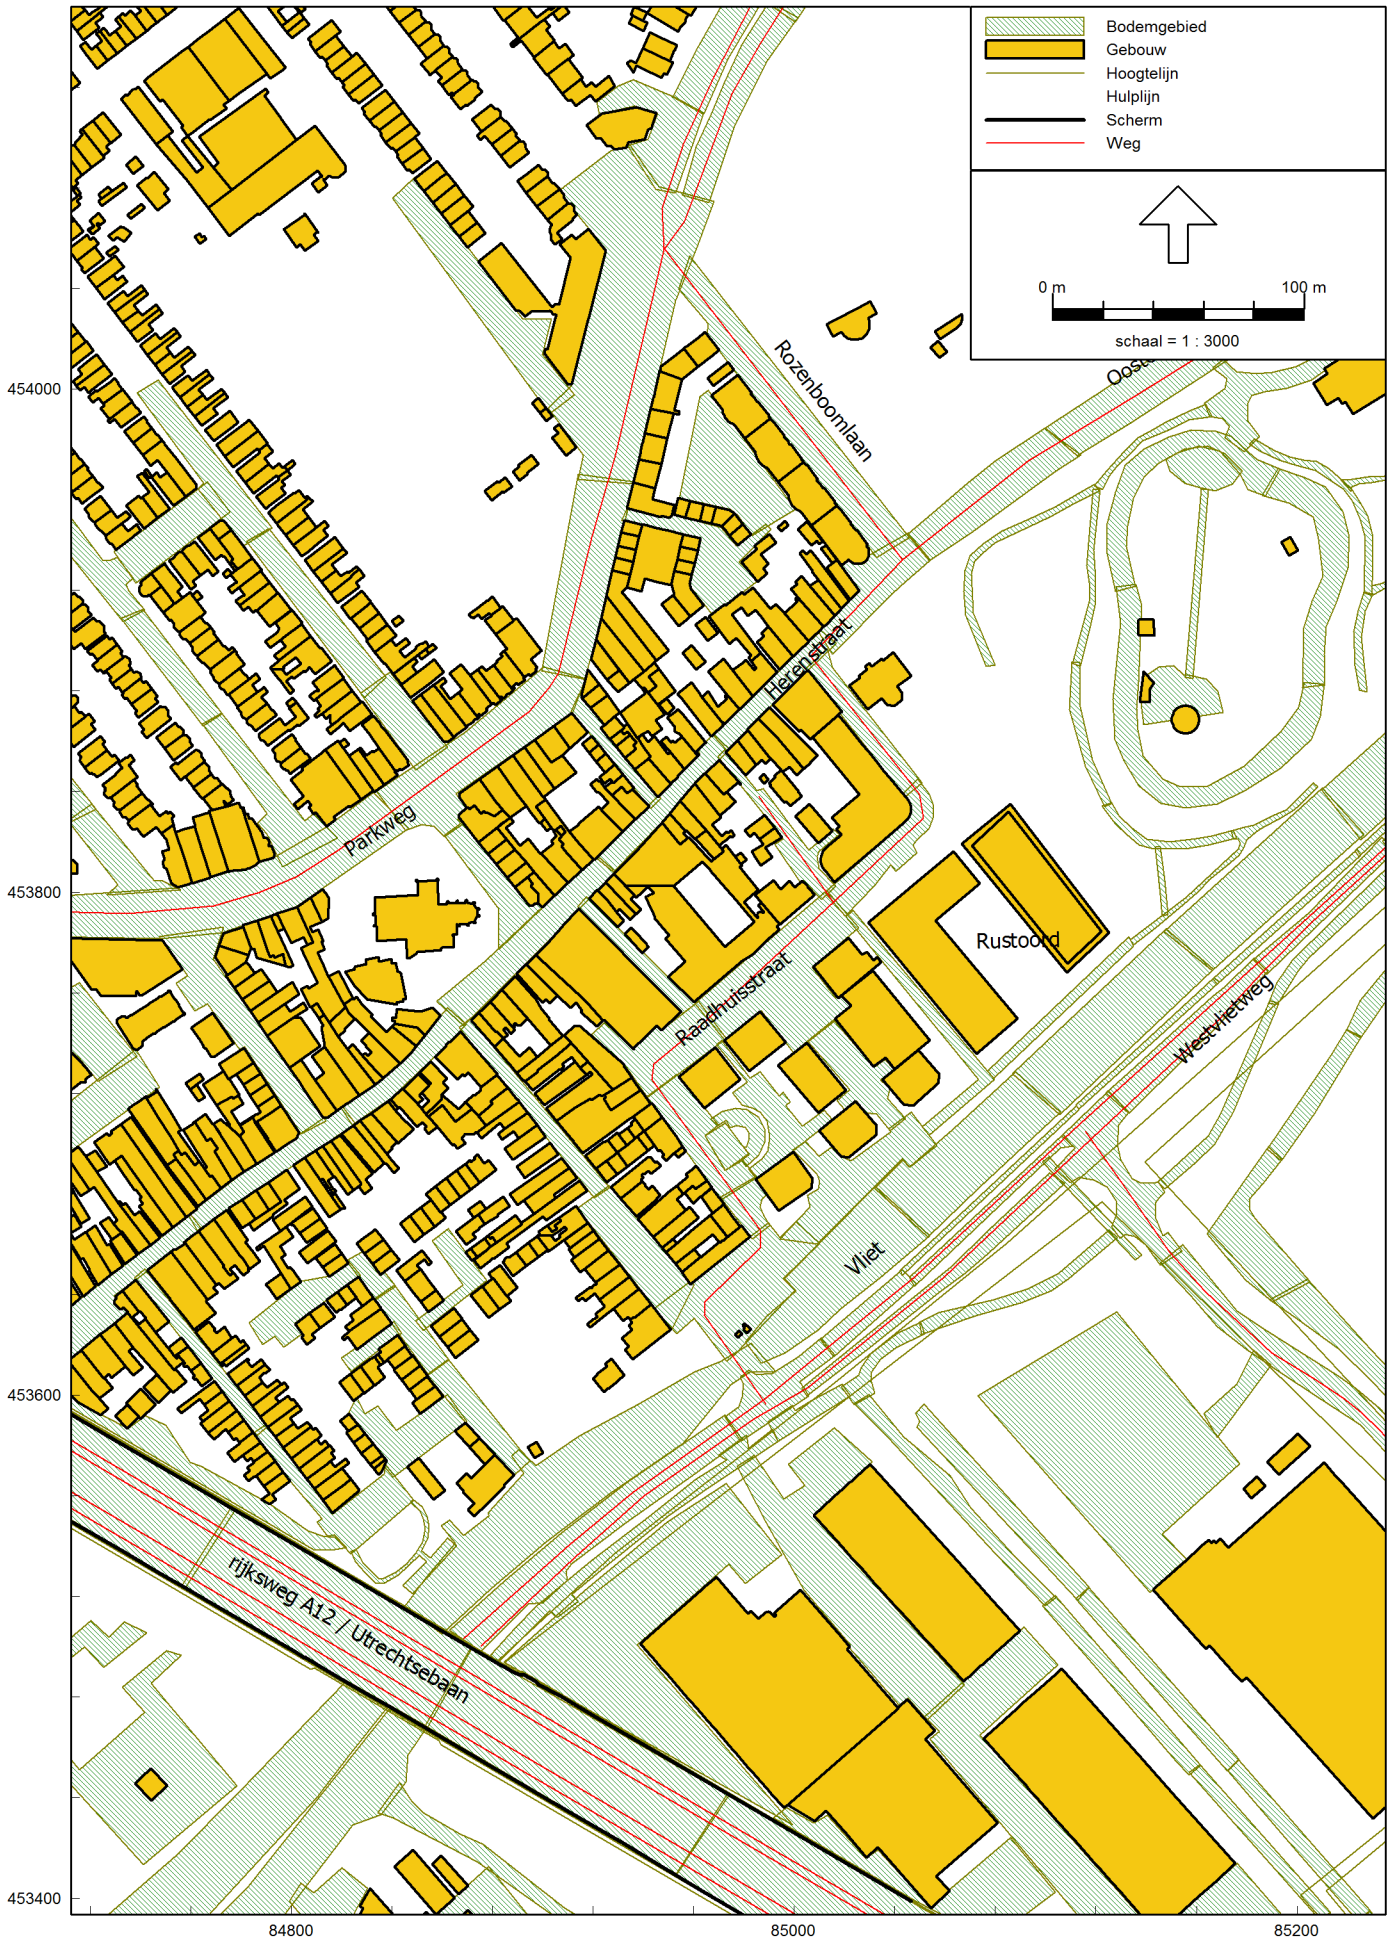 Bodemgebied
Gebouw
Hoogtelijn
Hulplijn
Scherm
Weg
0 m 100 m
schaal = 1 : 3000
Rozenboomlaan
454000
Herenstraat
Parkweg
453800
Rustoord
Raadhuisstraat
Westvlietweg
Vliet
453600
rijksweg A12 / Utrechtsebaan
453400
84800 85000 85200